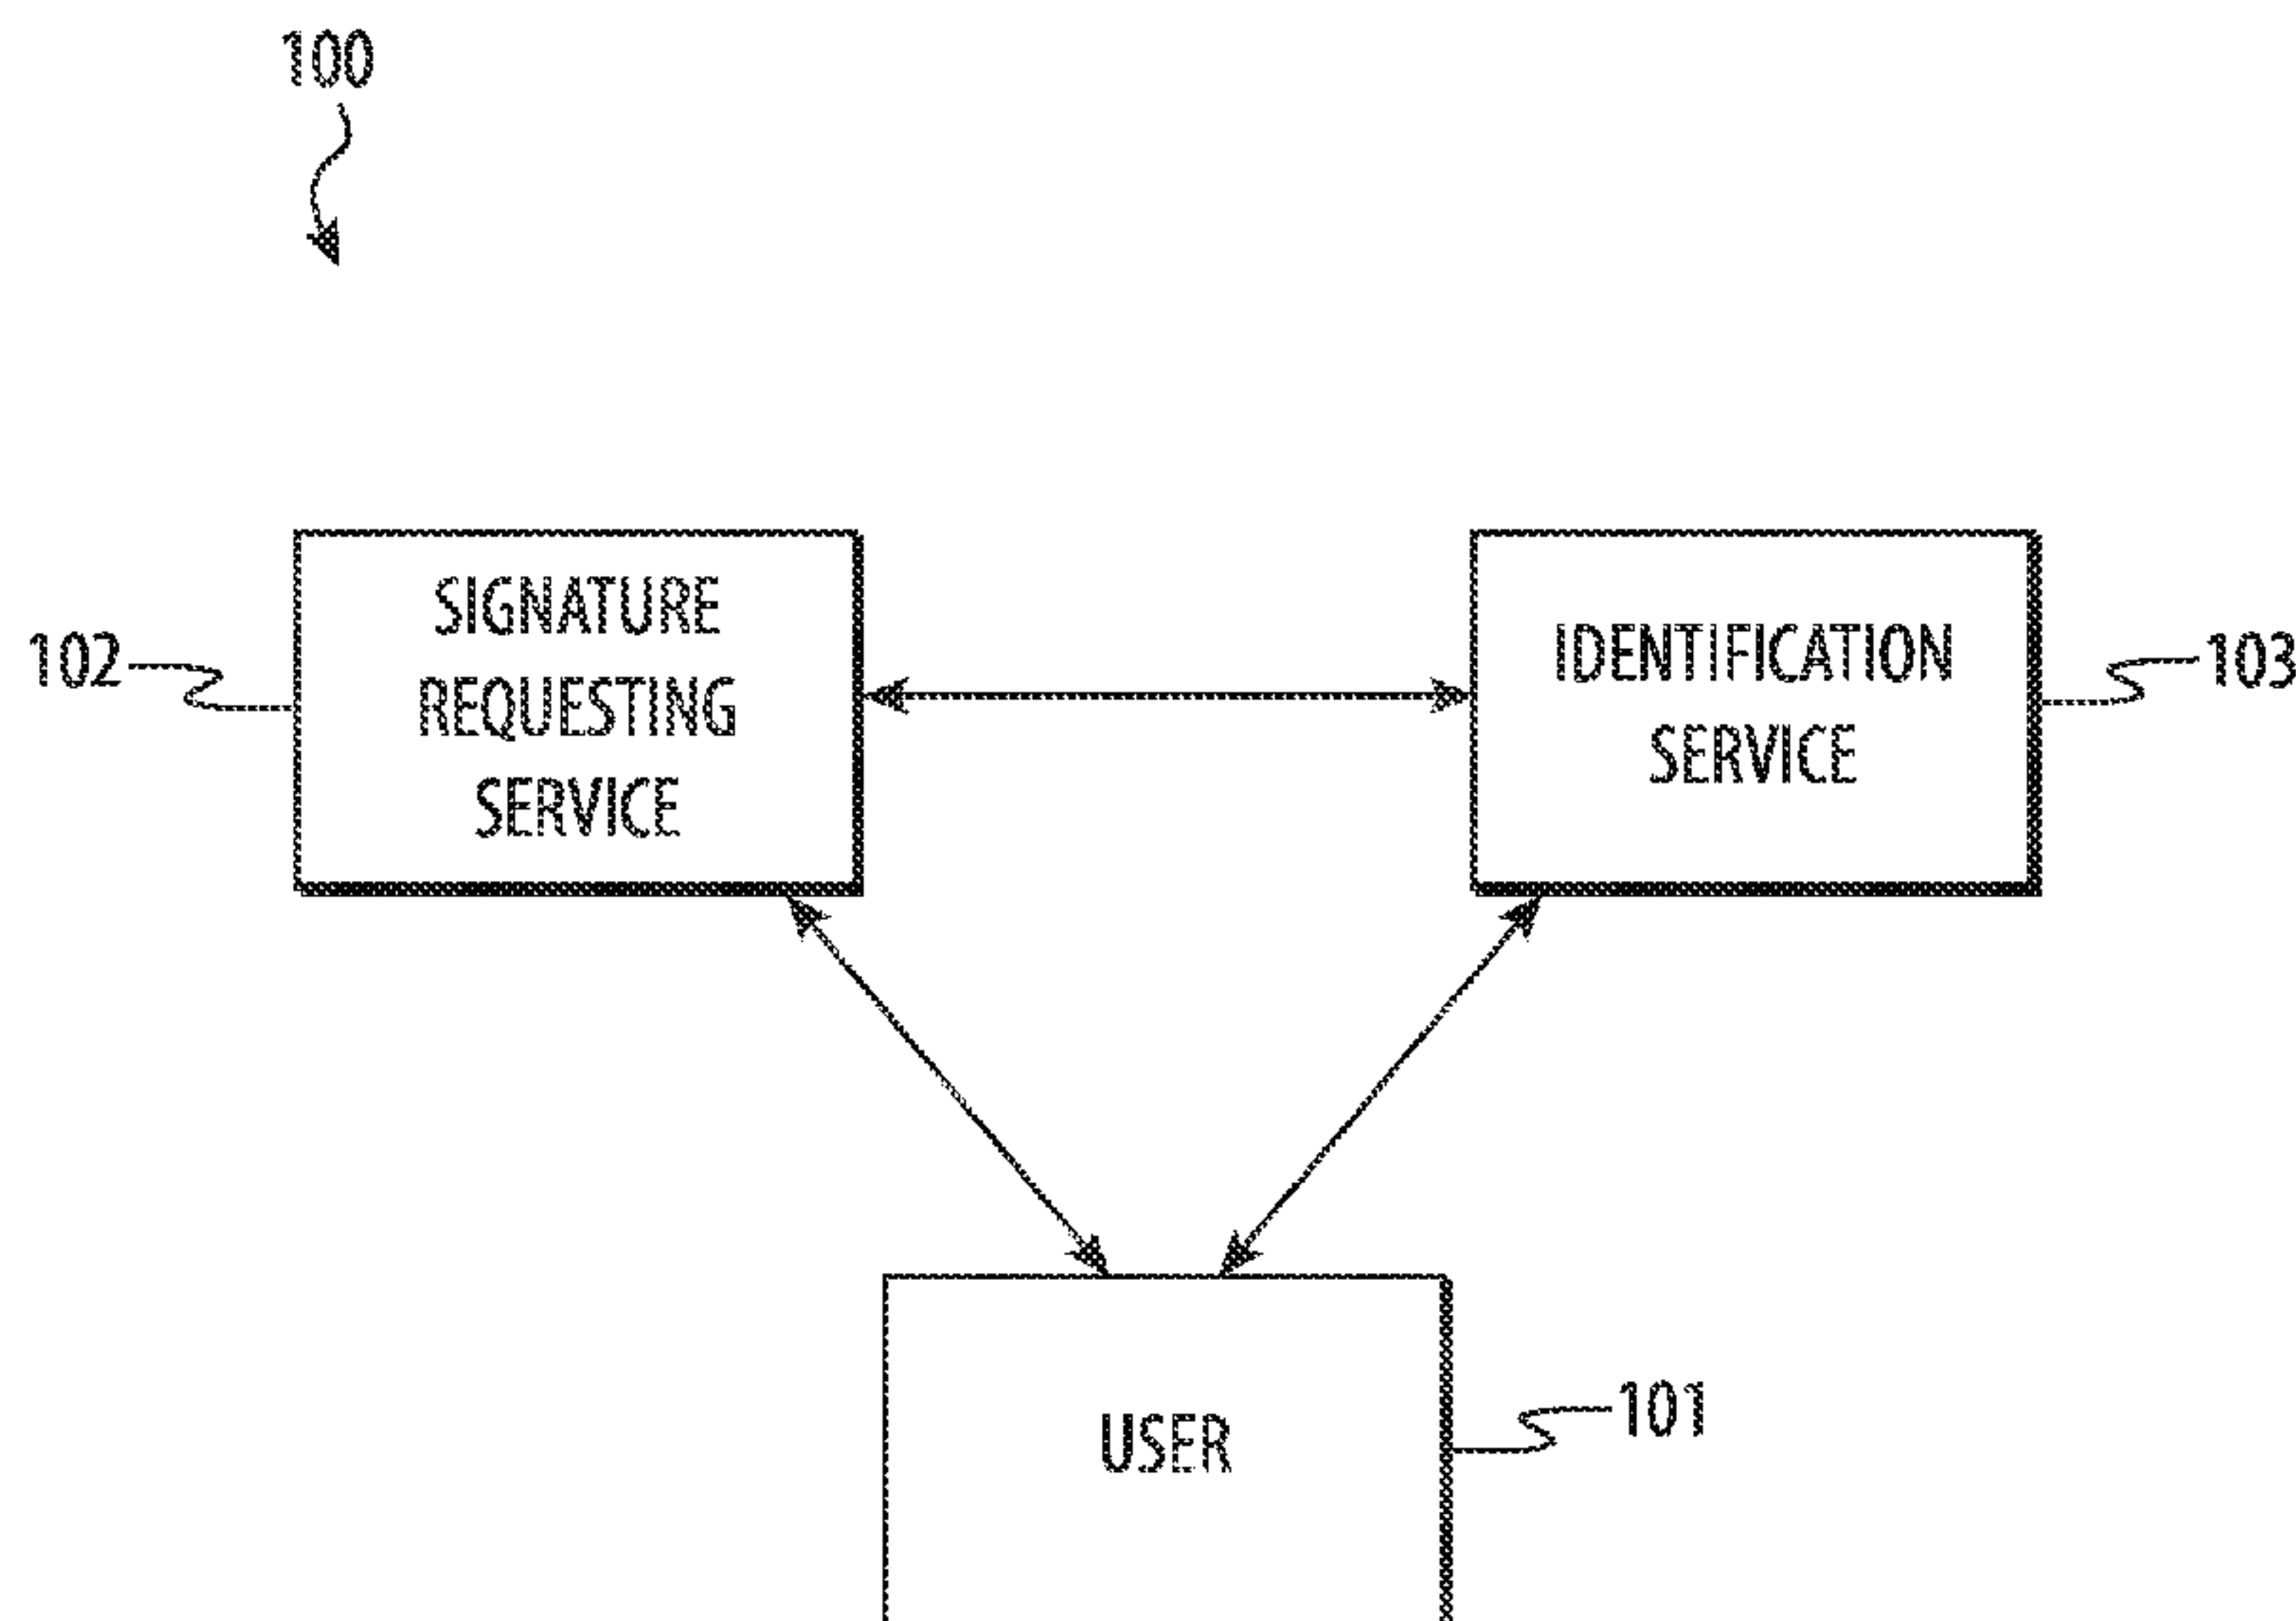 100
SIGNATURE
REQUESTING
SERVICE
102
IDENTIFICATION
SERVICE
103
USER
101